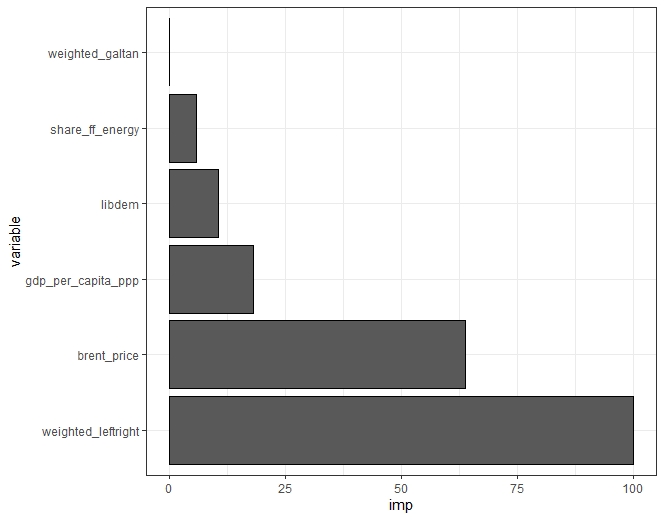 weighted_galtan
share_ff_energy
libdem
gdp_per_capita_ppp
brent_price
weighted_leftright
variable
0 25 50 75 100
imp